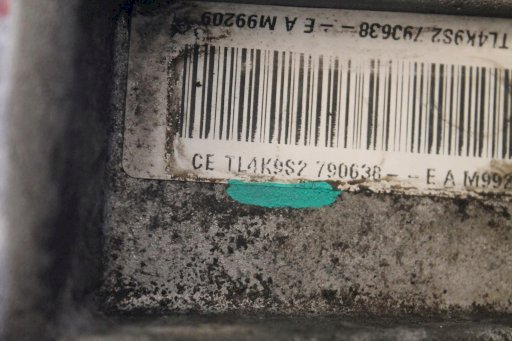 TL4K9S2 790638 - - E A M99209
CE TL4K9S2 790638 - - E A M992